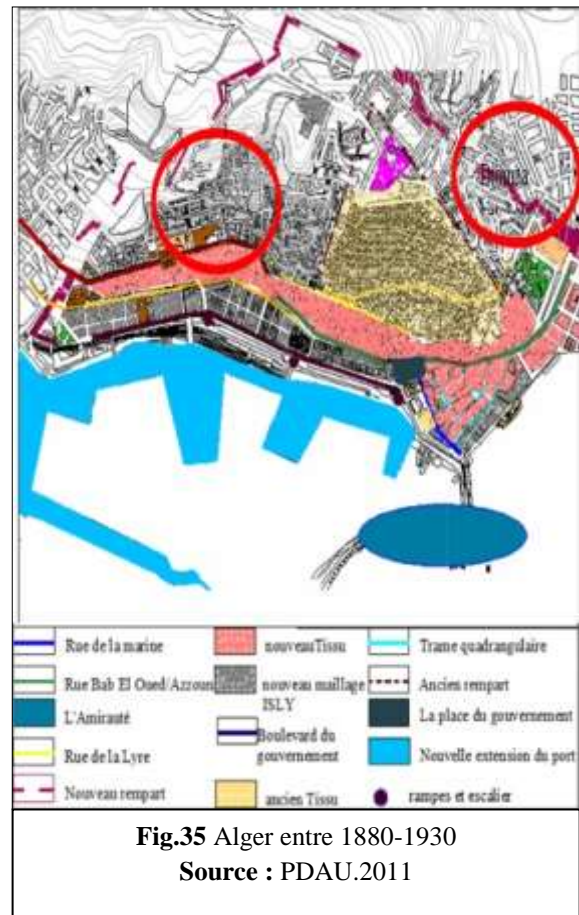 Rue de la marine
nouveauTissu
Trame quadrangulaire
Rue Bab El Oued/Azzoun
nouveau maillage
ISLY
Ancien rempart
L'Amirauté
Boulevard du
gouvernement
La place du gouvernement
Rue de la Lyre
Nouvelle extension du port
Nouveau rempart
ancien Tissu
rampes et escalier
Fig.35 Alger entre 1880-1930
Source : PDAU.2011